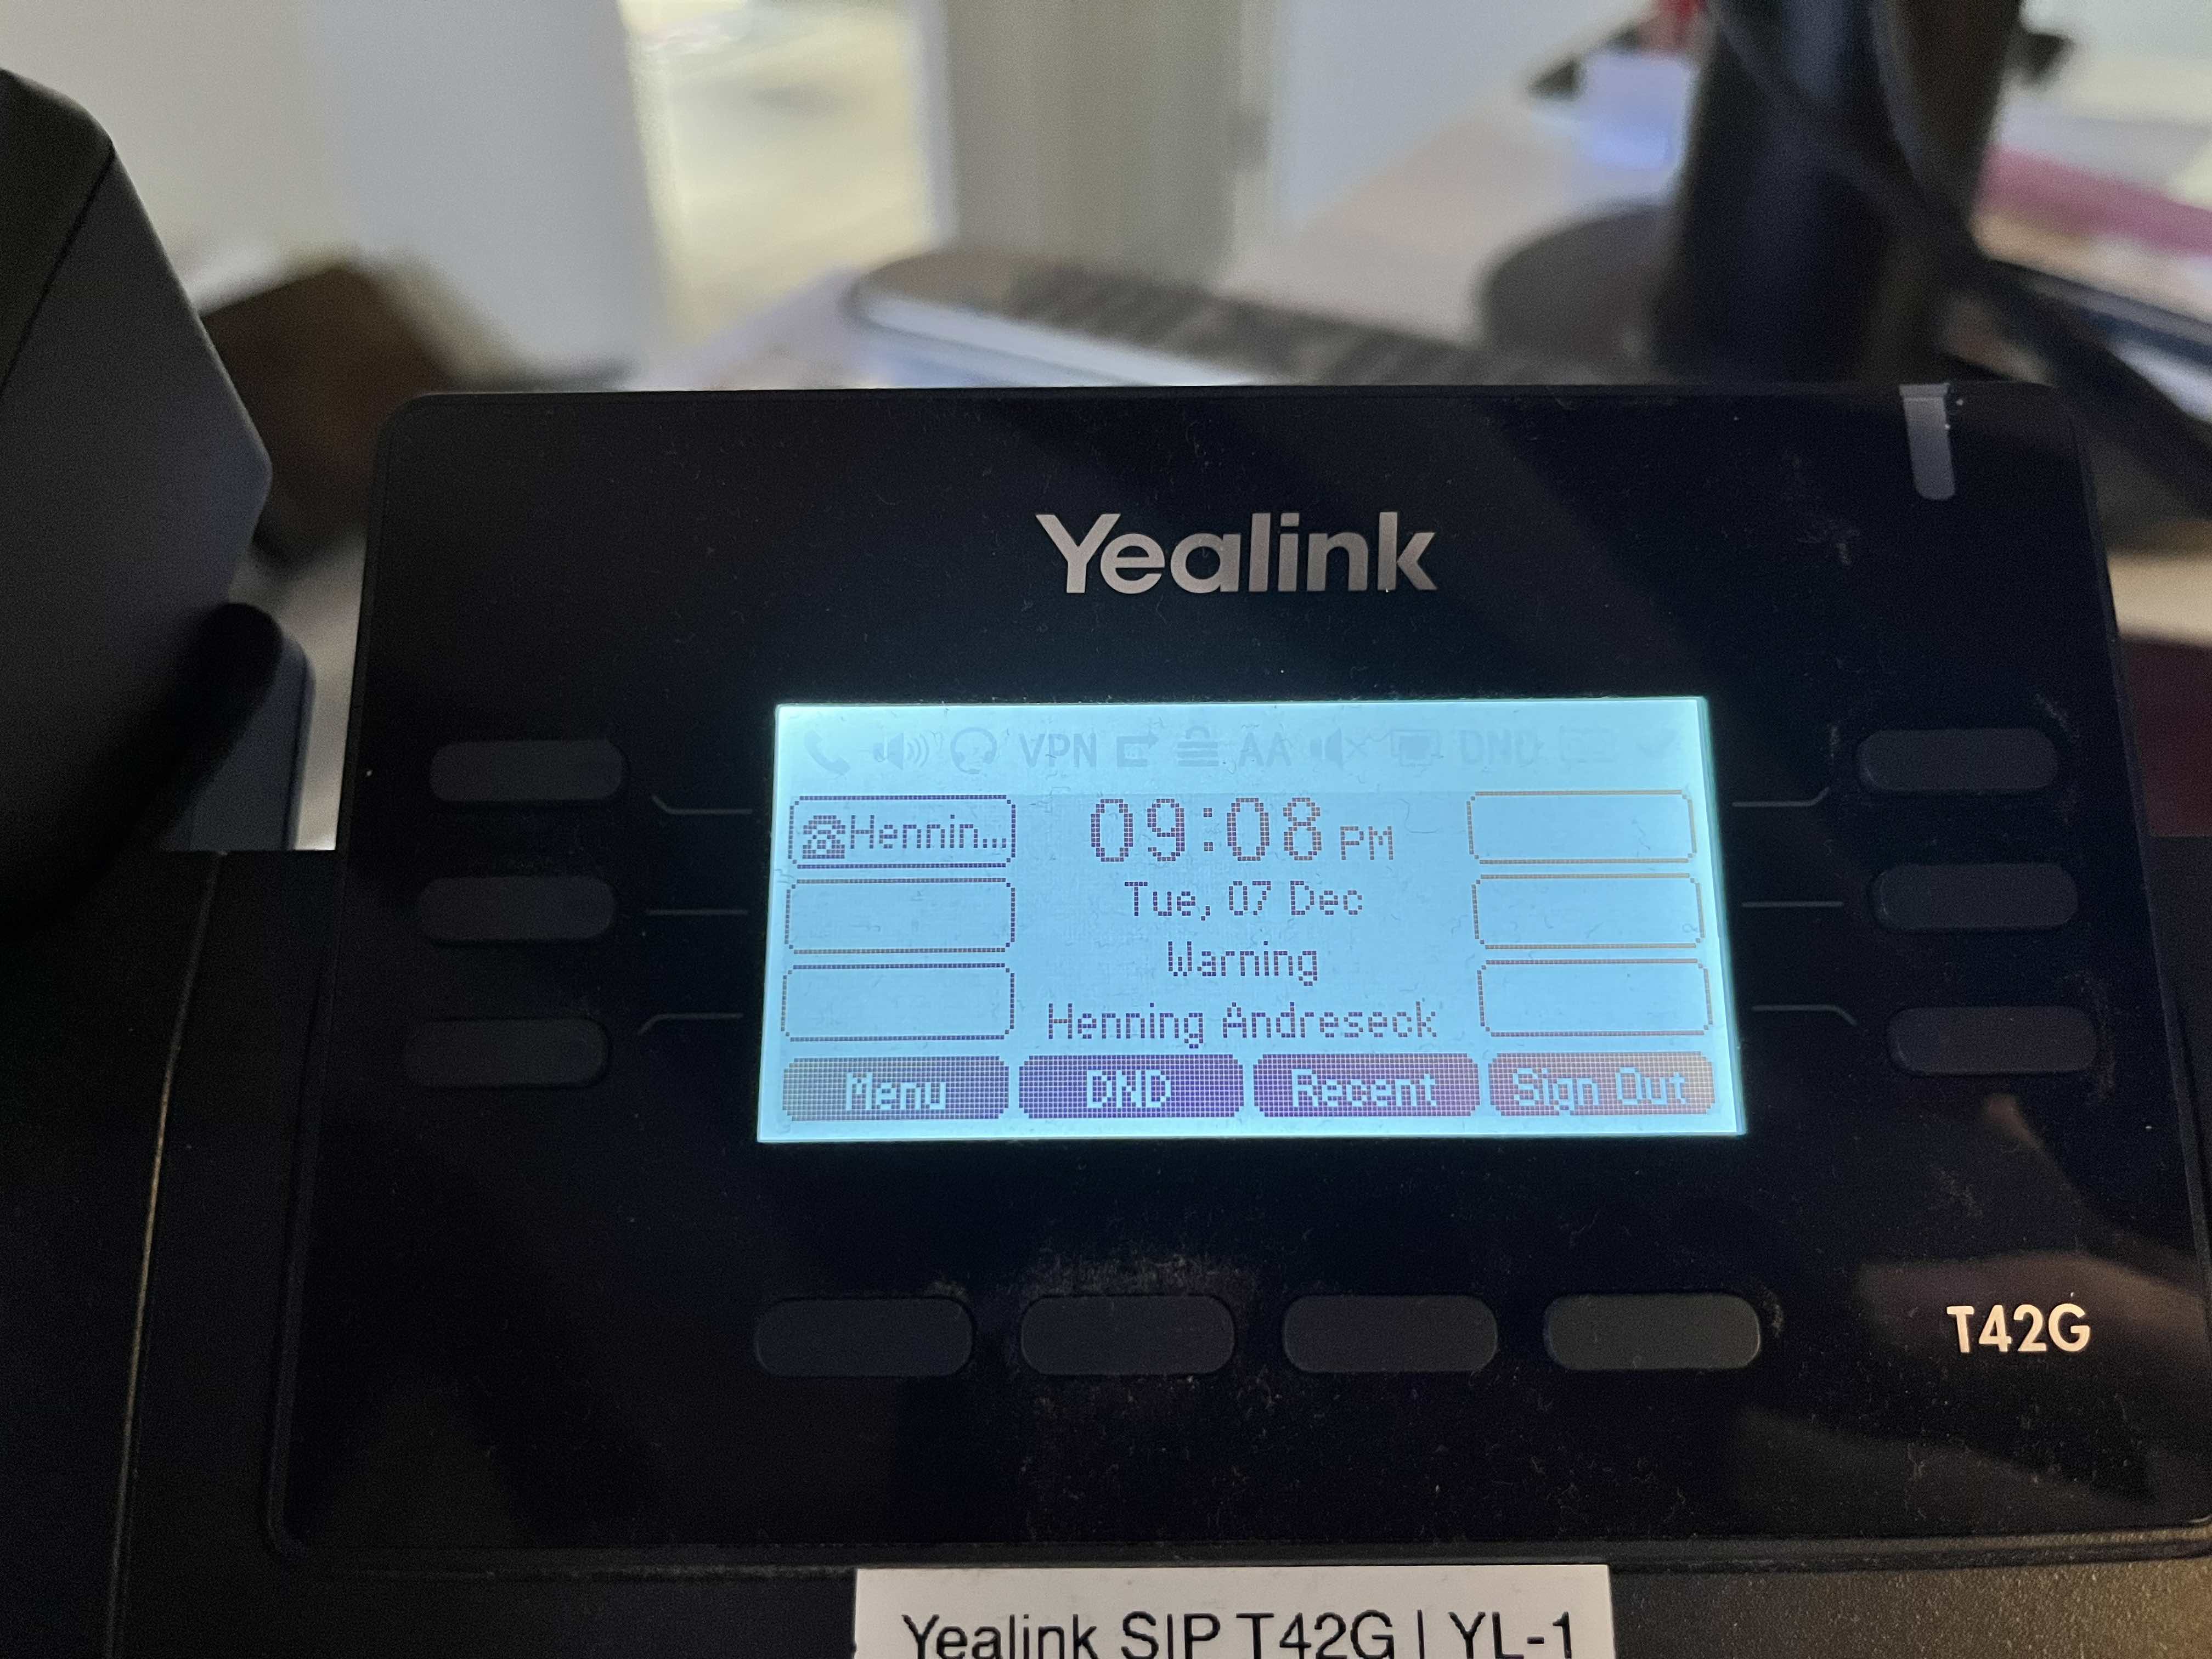 Yealink
VPN AA DND
Hennin...
09:08 PM
Tue, 07 Dec
Warning
Henning Andreseck
Menu DND Recent Sign Out
T42G
Yealink SIP T42G | YL-1